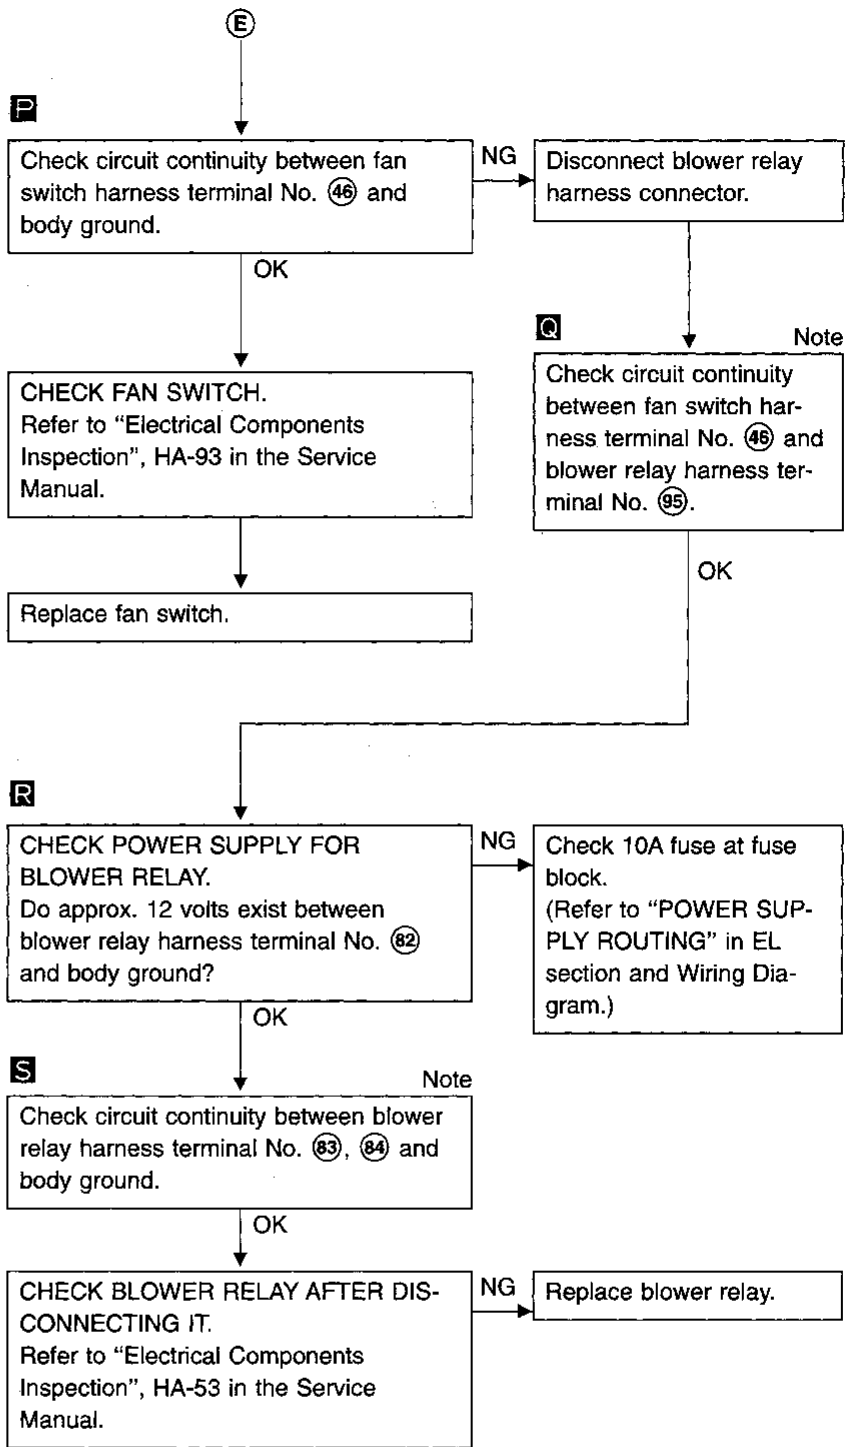 E
P
Check circuit continuity between fan
switch harness terminal No. 46 and
body ground.
NG
Disconnect blower relay
harness connector.
OK
Q
Note
Check circuit continuity
between fan switch har-
ness terminal No. 46 and
blower relay harness ter-
minal No. 95.
CHECK FAN SWITCH.
Refer to “Electrical Components
Inspection”, HA-93 in the Service
Manual.
OK
Replace fan switch.
R
CHECK POWER SUPPLY FOR
BLOWER RELAY.
Do approx. 12 volts exist between
blower relay harness terminal No. 82
and body ground?
NG
Check 10A fuse at fuse
block.
(Refer to “POWER SUP-
PLY ROUTING” in EL
section and Wiring Dia-
gram.)
OK
S
Note
Check circuit continuity between blower
relay harness terminal No. 83, 84 and
body ground.
OK
CHECK BLOWER RELAY AFTER DIS-
CONNECTING IT.
Refer to “Electrical Components
Inspection”, HA-53 in the Service
Manual.
NG
Replace blower relay.